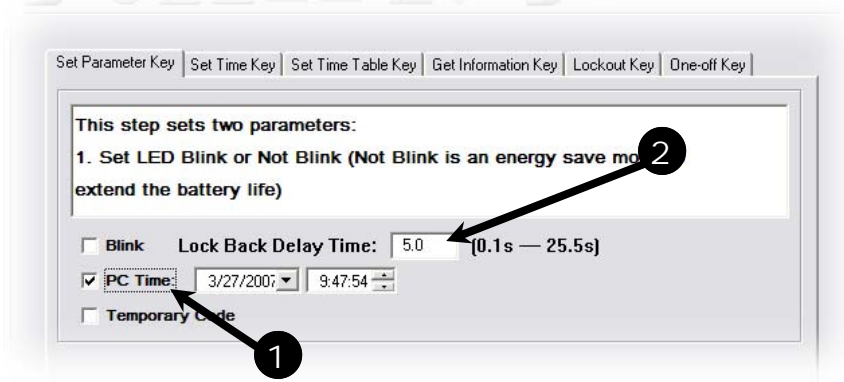 Set Parameter Key Set Time Key Set Time Table Key Get Information Key Lockout Key One-off Key
This step sets two parameters:
1. Set LED Blink or Not Blink (Not Blink is an energy save
extend the battery life)
2
Blink Lock Back Delay Time: 5.0 (0.1s — 25.5s)
PC Time: 3/27/2007 9:47:54
Temporary Code
1